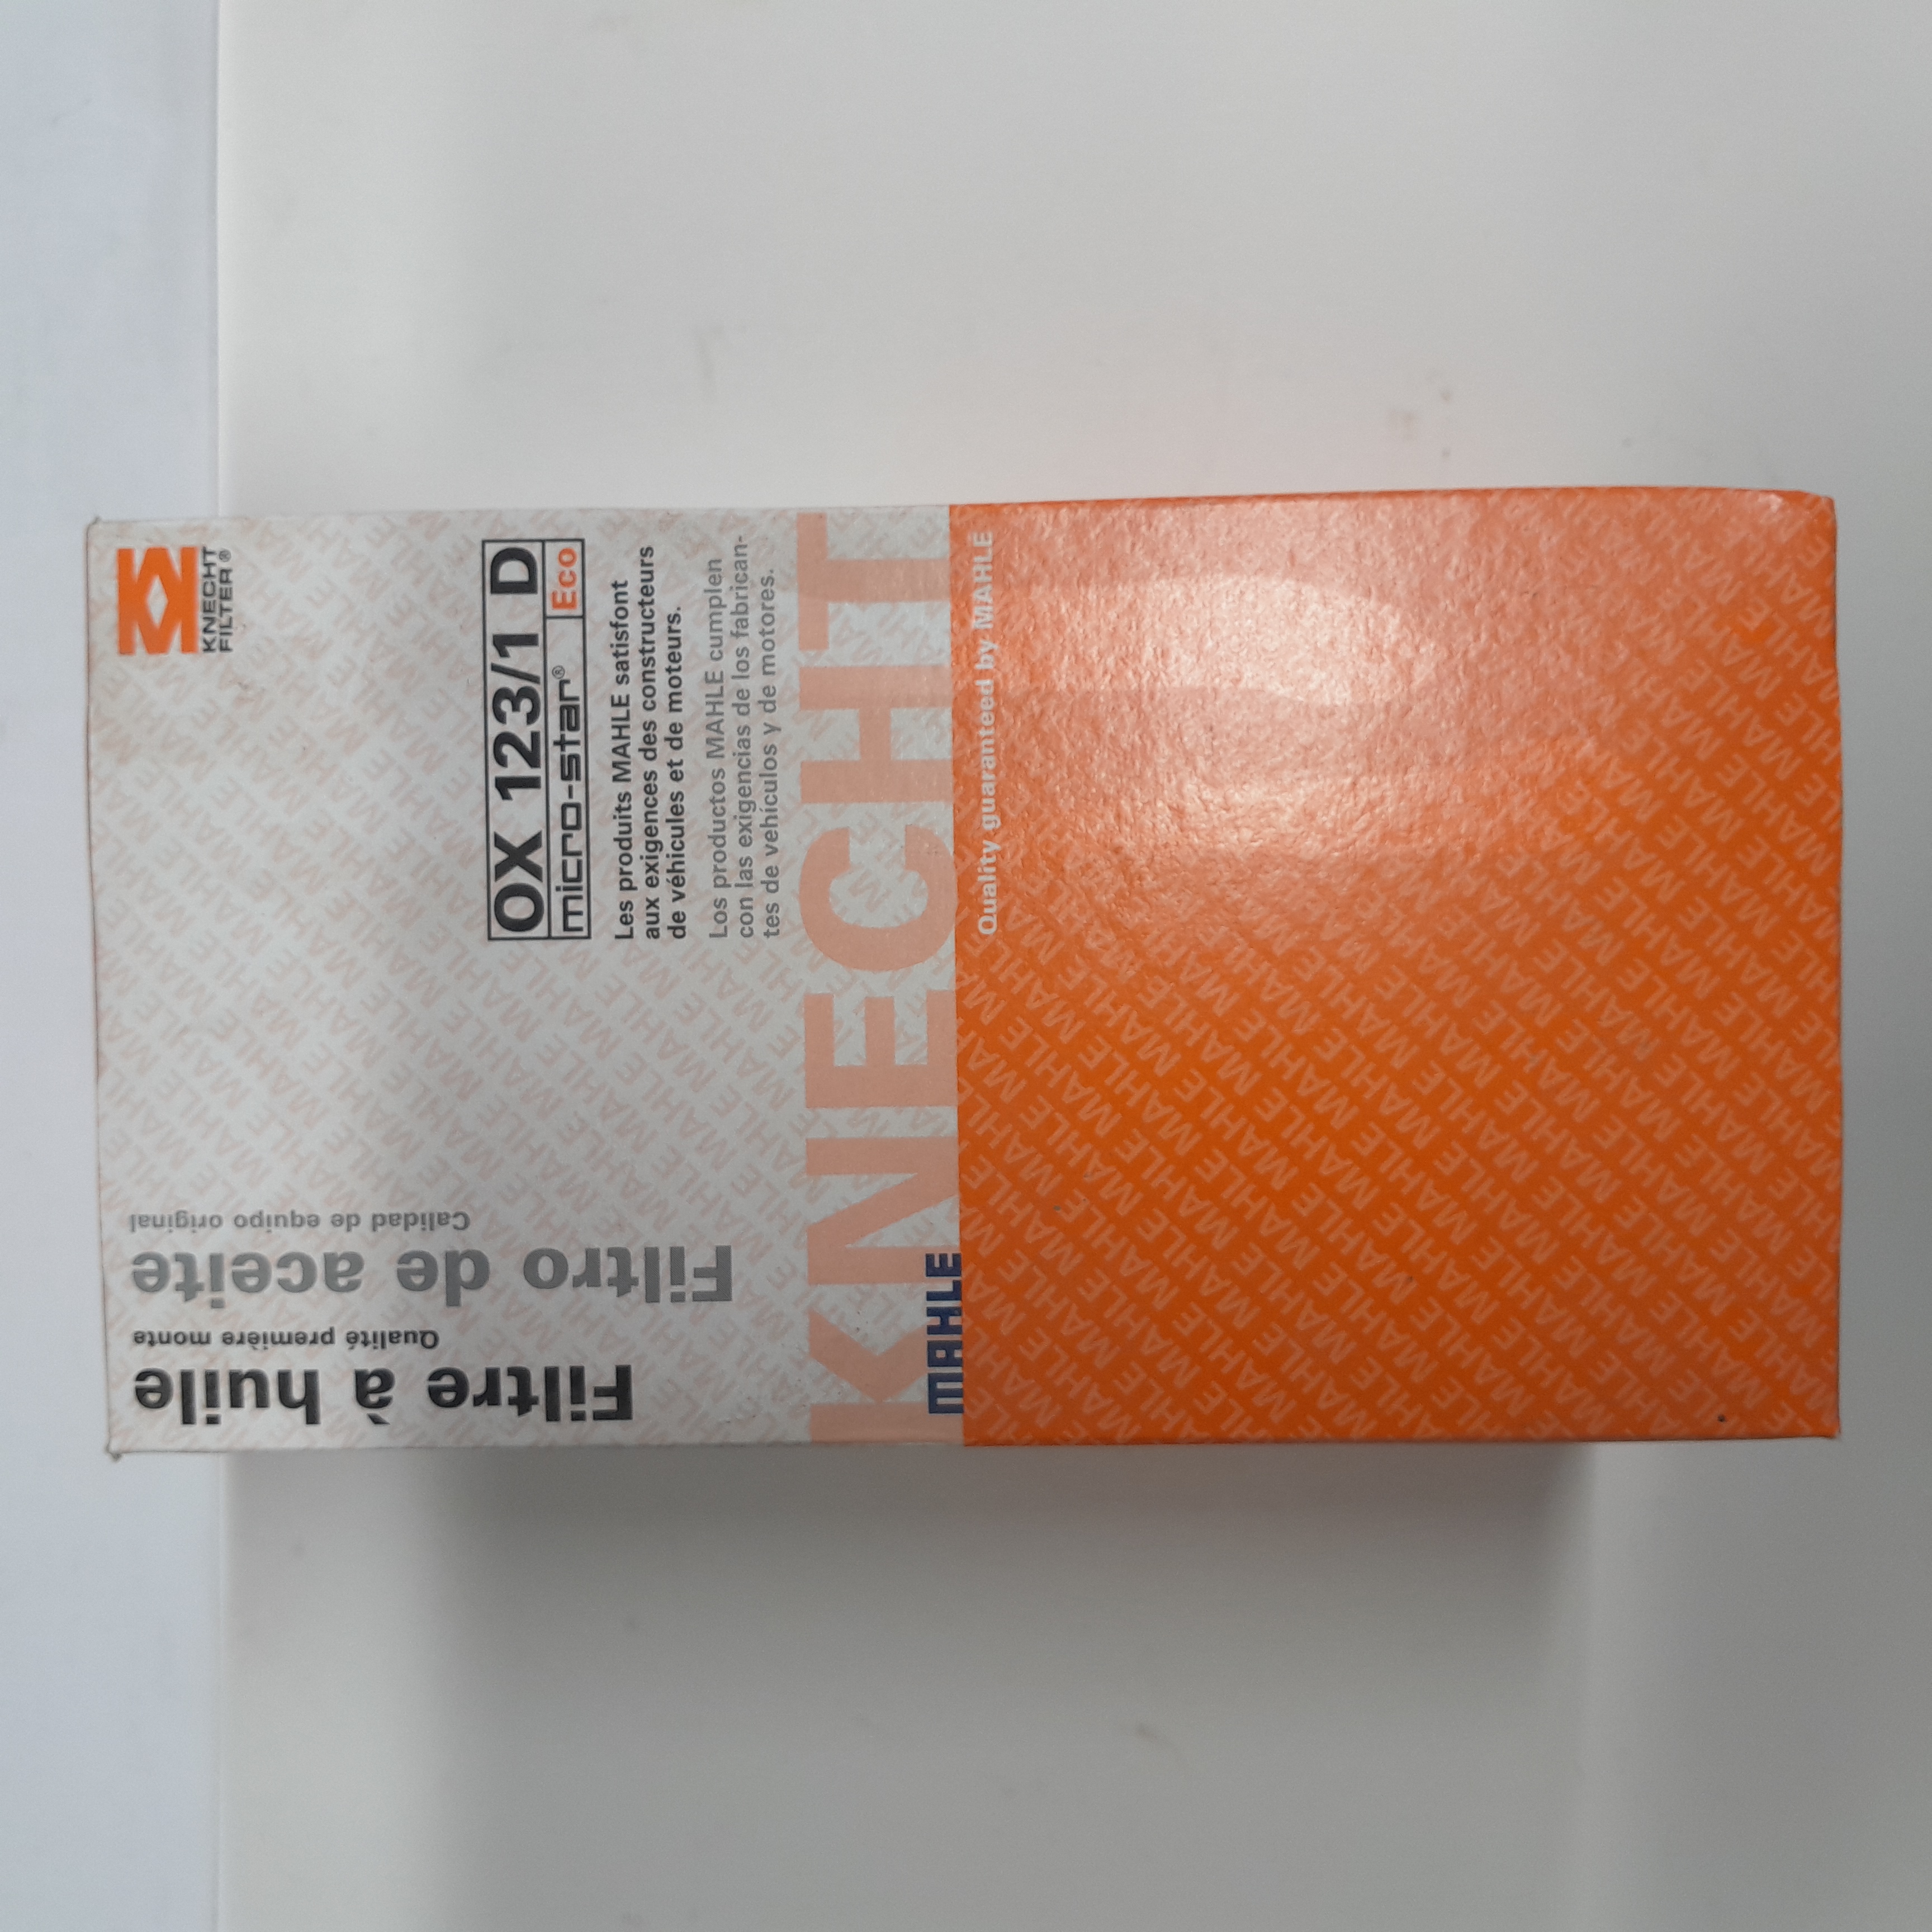 KNECHT
FILTER®
OX 123/1 D
micro-star® Eco
Les produits MAHLE satisfont
aux exigences des constructeurs
de véhicules et de moteurs.
Los productos MAHLE cumplen
con las exigencias de los fabrican-
tes de vehículos y de motores.
KNECHT
MAHLE
Quality guaranteed by MAHLE
Filtre à huile
Qualité première monte
Filtro de aceite
Calidad de equipo original